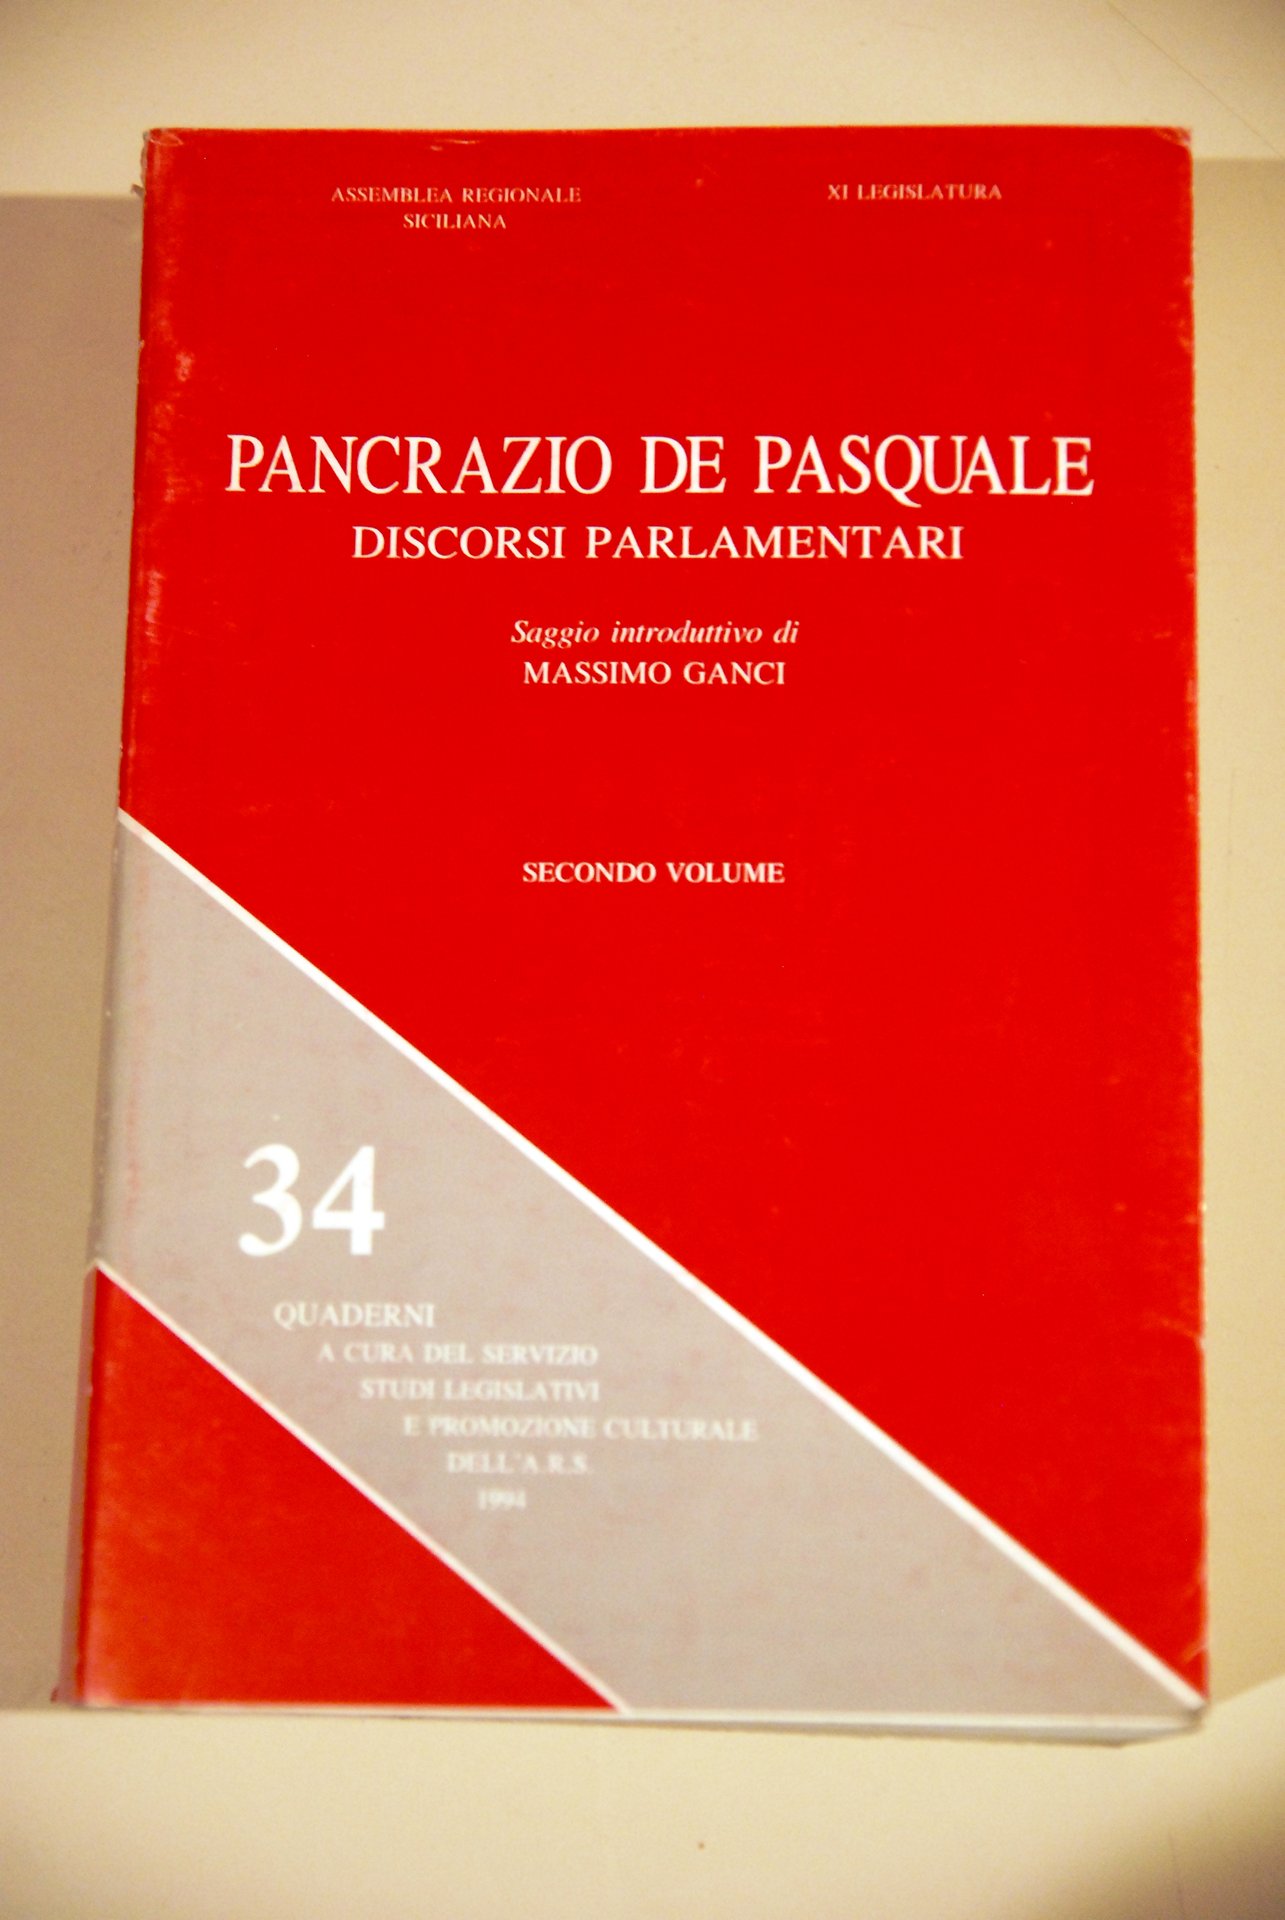 ASSEMBLEA REGIONALE
SICILIANA
XI LEGISLATURA
PANCRAZIO DE PASQUALE
DISCORSI PARLAMENTARI
Saggio introduttivo di
MASSIMO GANCI
SECONDO VOLUME
34
QUADERNI
A CURA DEL SERVIZIO
STUDI LEGISLATIVI
E PROMOZIONE CULTURALE
DELL'A.R.S.
1994